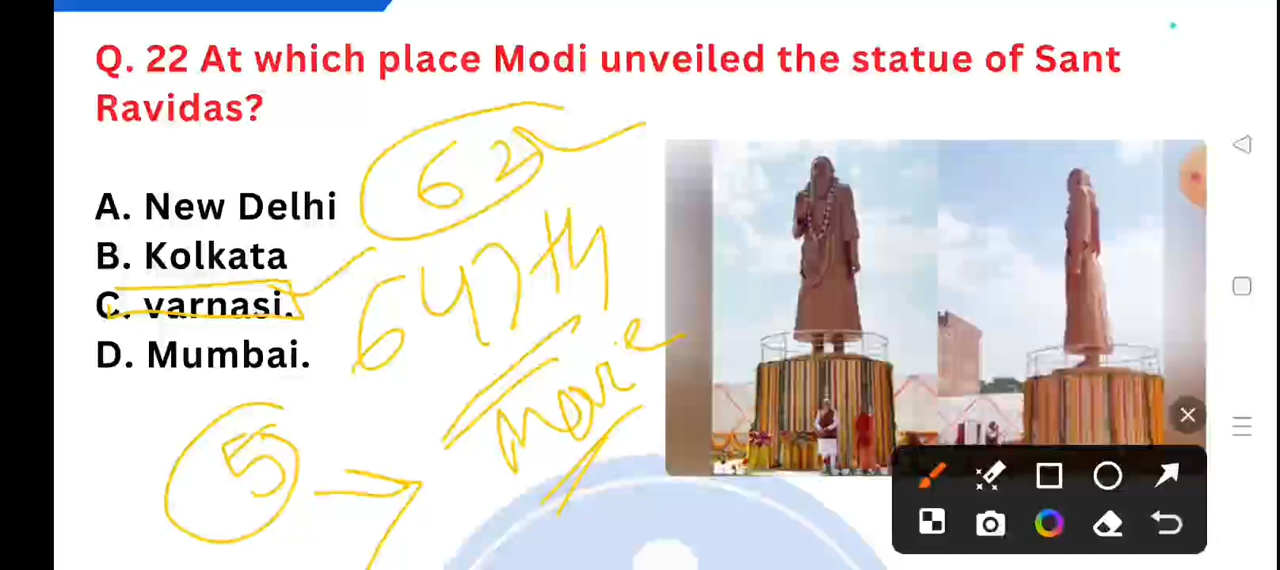 Q. 22 At which place Modi unveiled the statue of Sant
Ravidas?
62
A. New Delhi
B. Kolkata
647th
C. varnasi.
D. Mumbai.
5